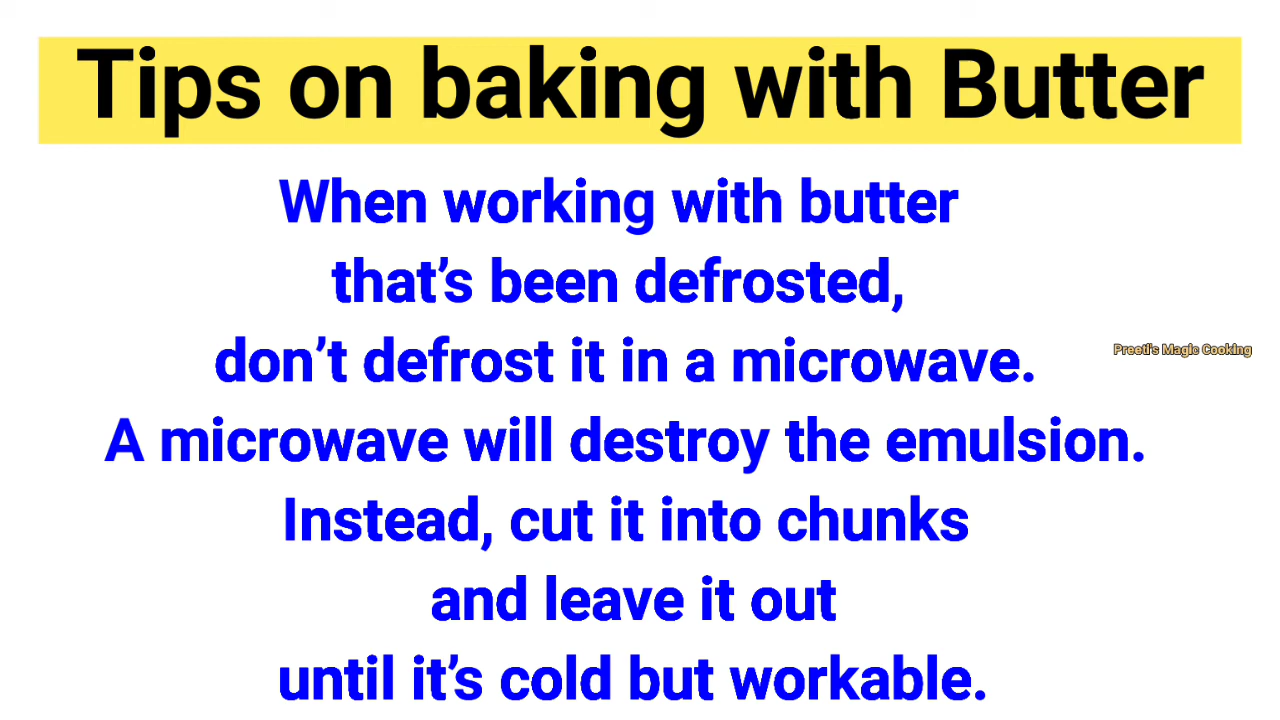 Tips on baking with Butter
When working with butter
that’s been defrosted,
don’t defrost it in a microwave.
Preeti's Magic Cooking
A microwave will destroy the emulsion.
Instead, cut it into chunks
and leave it out
until it’s cold but workable.